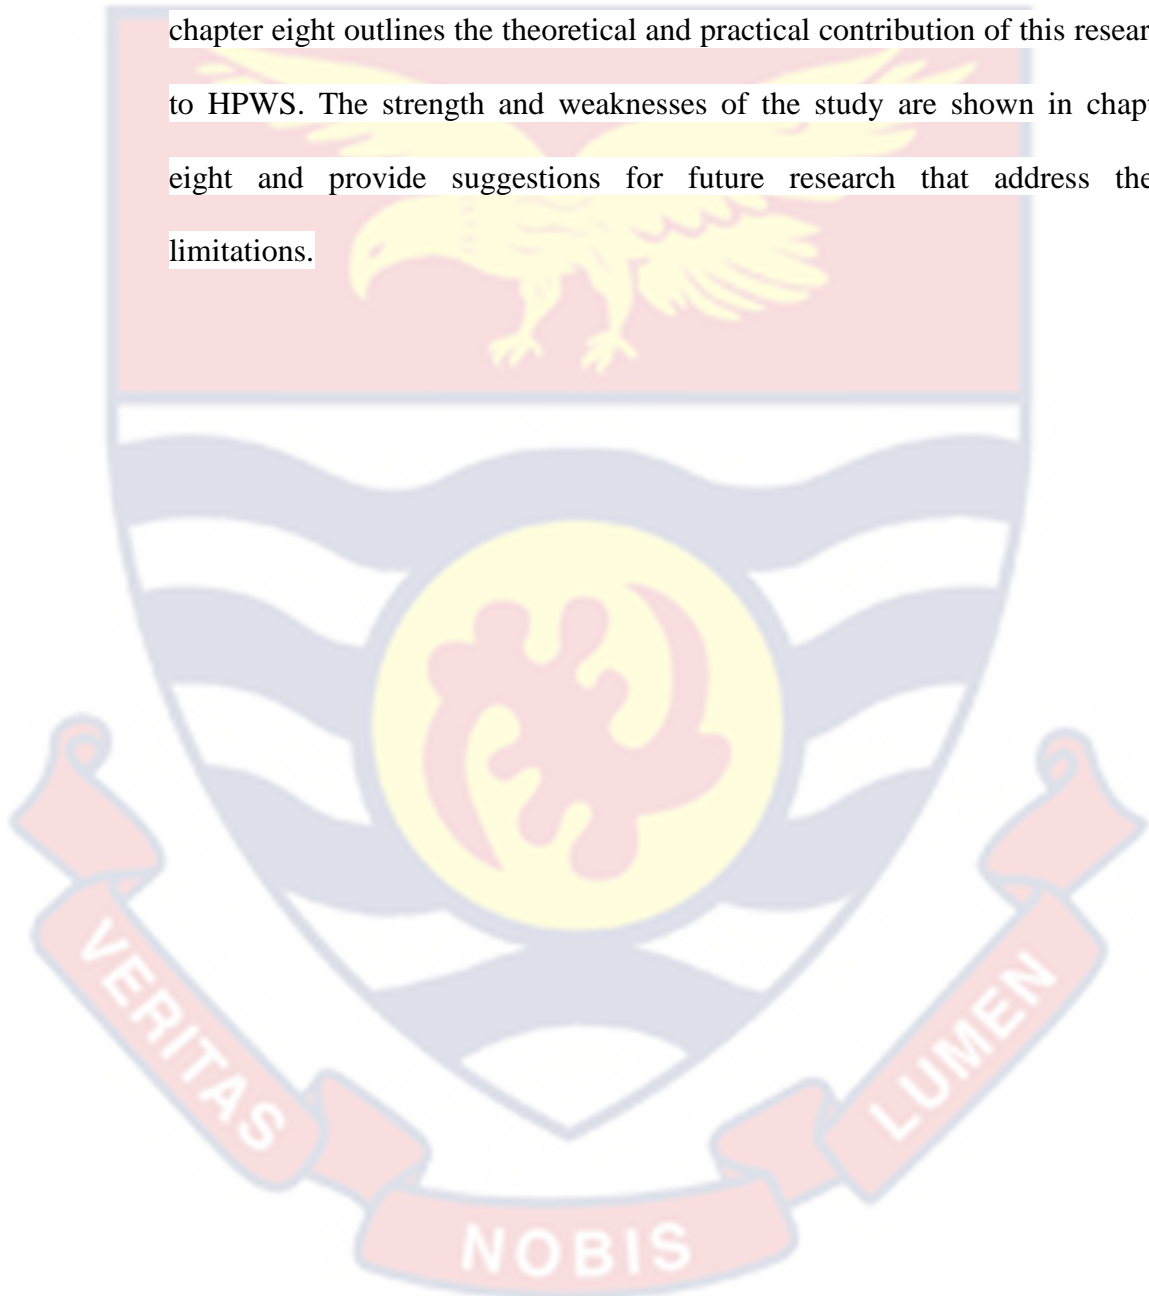 chapter eight outlines the theoretical and practical contribution of this resear
to HPWS. The strength and weaknesses of the study are shown in chap
eight and provide suggestions for future research that address the
limitations.
VERITAS
NOBIS
LUMEN